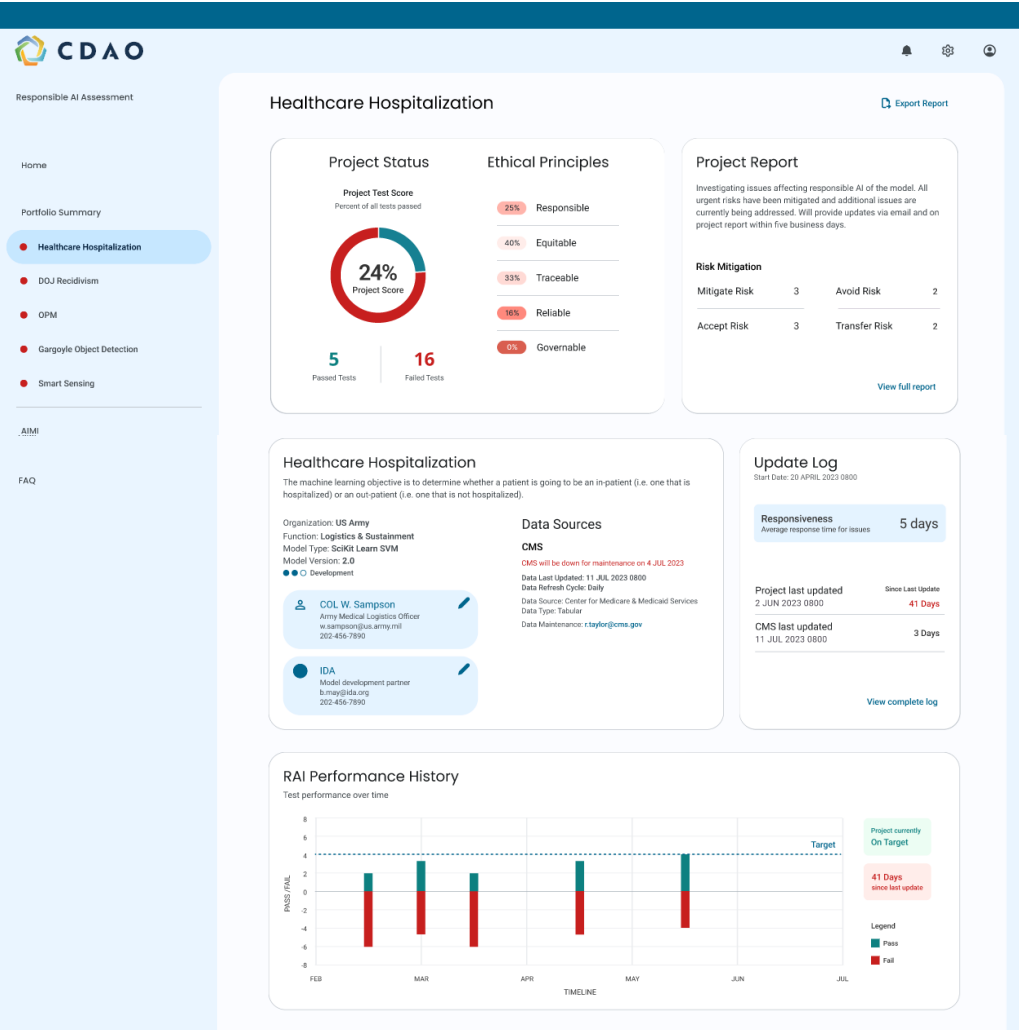 CDAO
Responsible AI Assessment
Home
Portfolio Summary
Healthcare Hospitalization
DOJ Recidivism
OPM
Gargoyle Object Detection
Smart Sensing
AIMI
FAQ
Healthcare Hospitalization
Export Report
Project Status
Project Test Score
Percent of all tests passed
24%
Project Score
5
Passed Tests
16
Failed Tests
Ethical Principles
25% Responsible
40% Equitable
33% Traceable
16% Reliable
0% Governable
Project Report
Investigating issues affecting responsible AI of the model. All
urgent risks have been mitigated and additional issues are
currently being addressed. Will provide updates via email and on
project report within five business days.
Risk Mitigation
Mitigate Risk 3 Avoid Risk 2
Accept Risk 3 Transfer Risk 2
View full report
Healthcare Hospitalization
The machine learning objective is to determine whether a patient is going to be an in-patient (i.e. one that is
hospitalized) or an out-patient (i.e. one that is not hospitalized).
Organization: US Army
Function: Logistics & Sustainment
Model Type: SciKit Learn SVM
Model Version: 2.0
Development
COL W. Sampson
Army Medical Logistics Officer
w.sampson@us.army.mil
202-456-7890
IDA
Model development partner
b.may@ida.org
202-456-7890
Data Sources
CMS
CMS will be down for maintenance on 4 JUL 2023
Data Last Updated: 11 JUL 2023 0800
Data Refresh Cycle: Daily
Data Source: Center for Medicare & Medicaid Services
Data Type: Tabular
Data Maintenance: r.taylor@cms.gov
Update Log
Start Date: 20 APRIL 2023 0800
Responsiveness
Average response time for issues
5 days
Project last updated
2 JUN 2023 0800
Since Last Update
41 Days
CMS last updated
11 JUL 2023 0800
3 Days
View complete log
RAI Performance History
Test performance over time
8
6
4
2
0
-2
-4
-6
-8
PASS /FAIL
Target
FEB MAR APR MAY JUN JUL
TIMELINE
Project currently
On Target
41 Days
since last update
Legend
Pass
Fail